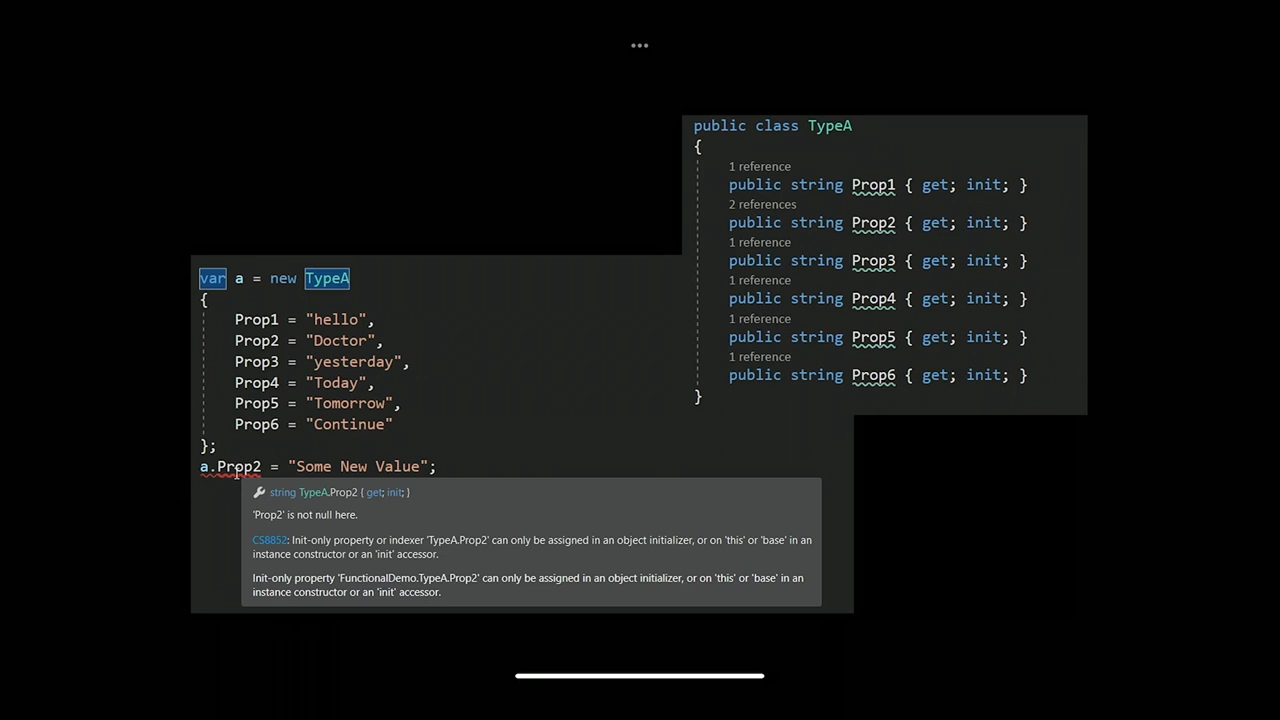 public class TypeA
{
1 reference
public string Prop1 { get; init; }
2 references
public string Prop2 { get; init; }
1 reference
public string Prop3 { get; init; }
1 reference
public string Prop4 { get; init; }
1 reference
public string Prop5 { get; init; }
1 reference
public string Prop6 { get; init; }
}
var a = new TypeA
{
Prop1 = "hello",
Prop2 = "Doctor",
Prop3 = "yesterday",
Prop4 = "Today",
Prop5 = "Tomorrow",
Prop6 = "Continue"
};
a.Prop2 = "Some New Value";
string TypeA.Prop2 { get; init; }
'Prop2' is not null here.
CS8852: Init-only property or indexer 'TypeA.Prop2' can only be assigned in an object initializer, or on 'this' or 'base' in an
instance constructor or an 'init' accessor.
Init-only property 'FunctionalDemo.TypeA.Prop2' can only be assigned in an object initializer, or on 'this' or 'base' in an
instance constructor or an 'init' accessor.